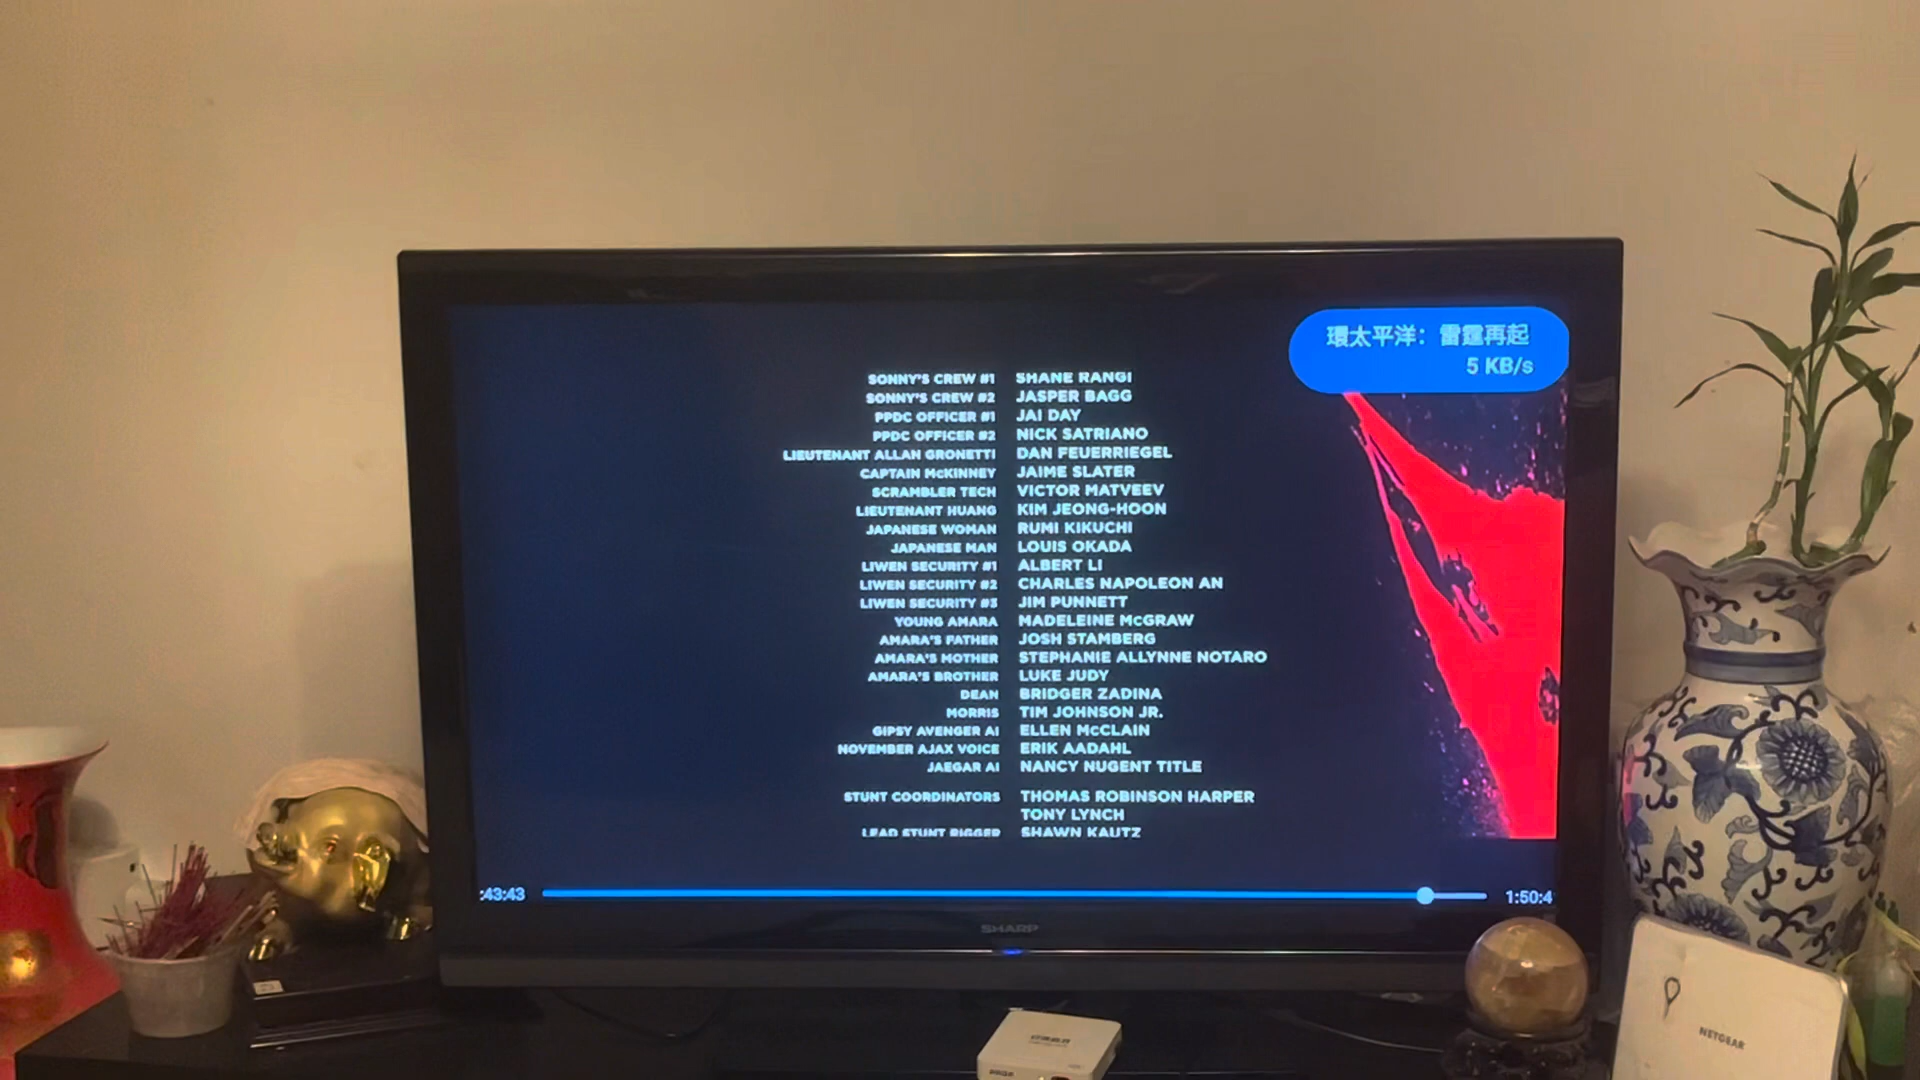 環太平洋：雷霆再起
5 KB/s
SONNY'S CREW #1 SHANE RANGI
SONNY'S CREW #2 JASPER BAGG
PPDC OFFICER #1 JAI DAY
PPDC OFFICER #2 NICK SATRIANO
LIEUTENANT ALLAN GRONETTI DAN FEUERRIEGEL
CAPTAIN McKINNEY JAIME SLATER
SCRAMBLER TECH VICTOR MATVEEV
LIEUTENANT HUANG KIM JEONG-HOON
JAPANESE WOMAN RUMI KIKUCHI
JAPANESE MAN LOUIS OKADA
LIWEN SECURITY #1 ALBERT LI
LIWEN SECURITY #2 CHARLES NAPOLEON AN
LIWEN SECURITY #3 JIM PUNNETT
YOUNG AMARA MADELEINE McGRAW
AMARA'S FATHER JOSH STAMBERG
AMARA'S MOTHER STEPHANIE ALLYNNE NOTARO
AMARA'S BROTHER LUKE JUDY
DEAN BRIDGER ZADINA
MORRIS TIM JOHNSON JR.
GIPSY AVENGER AI ELLEN McCLAIN
NOVEMBER AJAX VOICE ERIK AADAHL
JAEGAR AI NANCY NUGENT TITLE
STUNT COORDINATORS THOMAS ROBINSON HARPER
TONY LYNCH
LEAD STUNT RIGGER SHAWN KAUTZ
:43:43 1:50:4
SHARP
NETGEAR